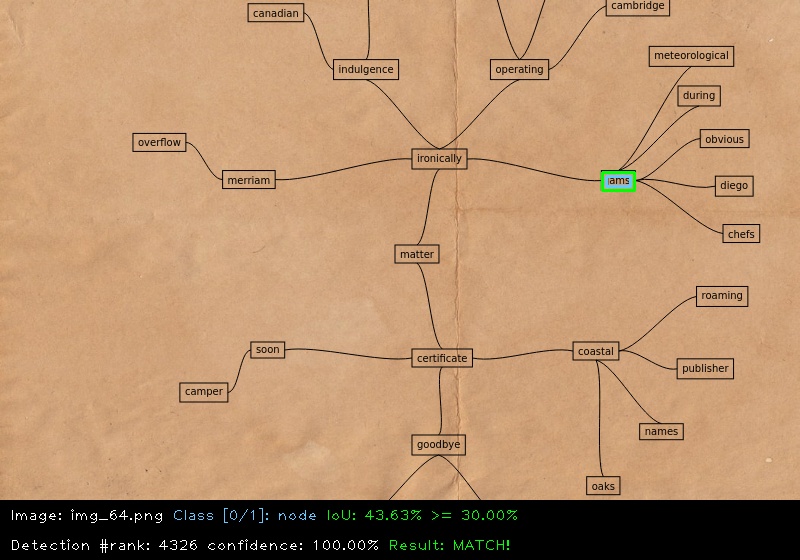 canadian
cambridge
indulgence
operating
meteorological
during
overflow
obvious
ironically
merriam
ams
diego
chefs
matter
roaming
soon
certificate
coastal
publisher
camper
names
goodbye
oaks
Image: img_64.png Class [0/1]: node IoU: 43.63% >= 30.00%
Detection #rank: 4326 confidence: 100.00% Result: MATCH!